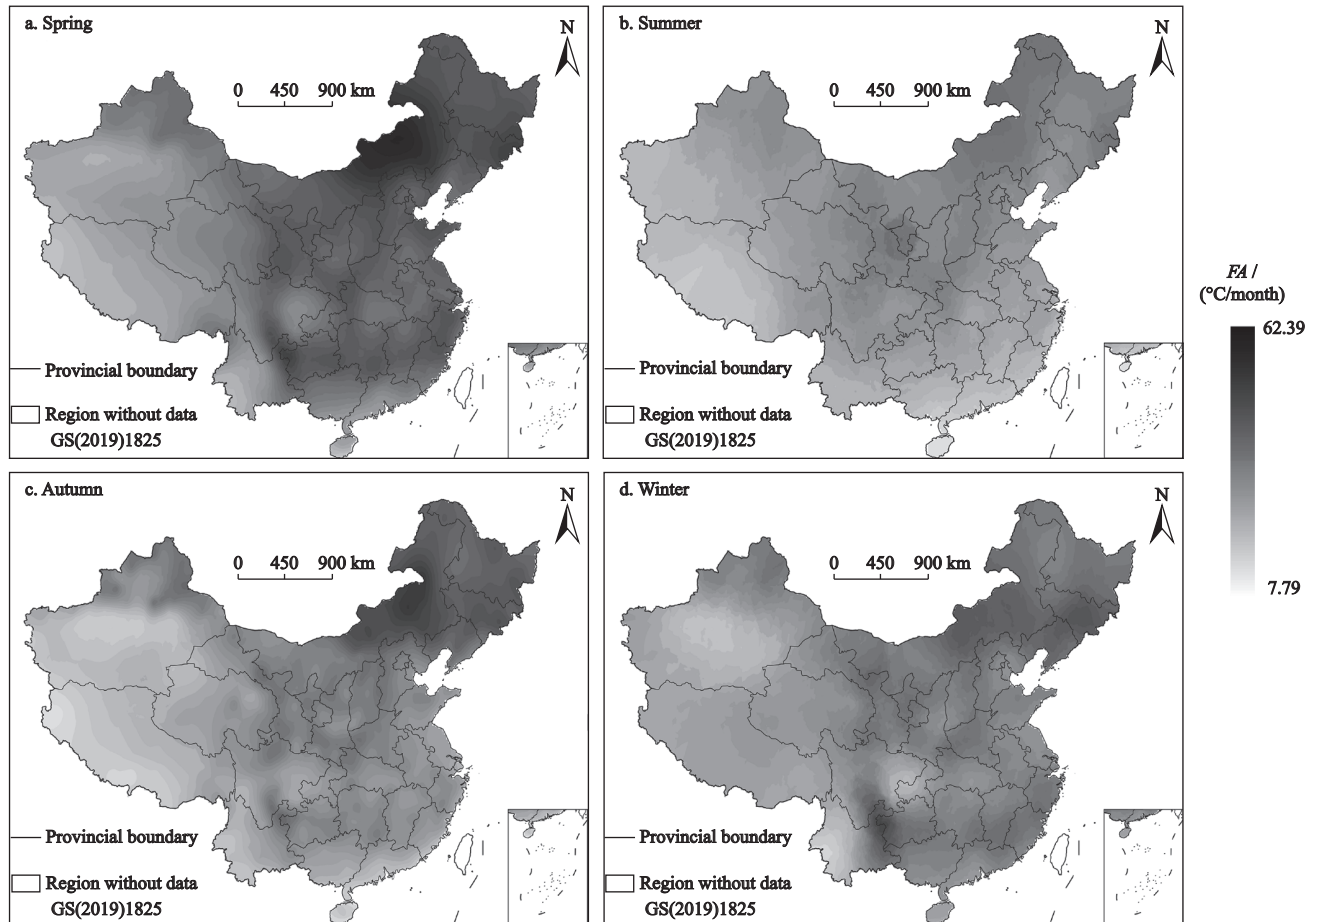 a. Spring
N
0 450 900 km
Provincial boundary
Region without data
GS(2019)1825
b. Summer
N
0 450 900 km
Provincial boundary
Region without data
GS(2019)1825
FA /
(°C/month)
62.39
7.79
c. Autumn
N
0 450 900 km
Provincial boundary
Region without data
GS(2019)1825
d. Winter
N
0 450 900 km
Provincial boundary
Region without data
GS(2019)1825